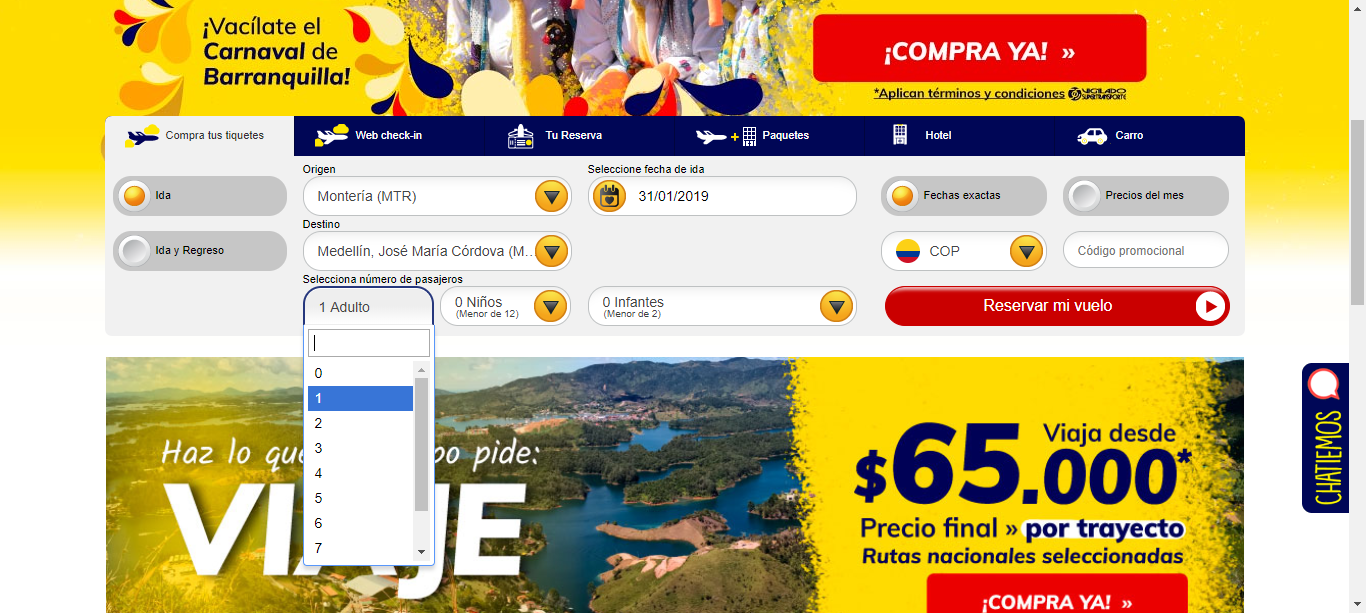 ¡Vacílate el
Carnaval de
Barranquilla!
¡COMPRA YA! »
*Aplican términos y condiciones
VIGILADO
SUPERTRANSPORTE
Compra tus tiquetes
Web check-in
Tu Reserva
Paquetes
Hotel
Carro
Origen
Seleccione fecha de ida
Ida
Montería (MTR)
31/01/2019
Fechas exactas
Precios del mes
Destino
Ida y Regreso
Medellín, José María Córdova (M...
COP
Código promocional
Selecciona número de pasajeros
1 Adulto
0 Niños
(Menor de 12)
0 Infantes
(Menor de 2)
Reservar mi vuelo
0
1
2
3
4
5
6
7
Haz lo que
po pide:
VIAJE
Viaja desde
$65.000*
Precio final » por trayecto
Rutas nacionales seleccionadas
¡COMPRA YA! »
CHATIEMOS